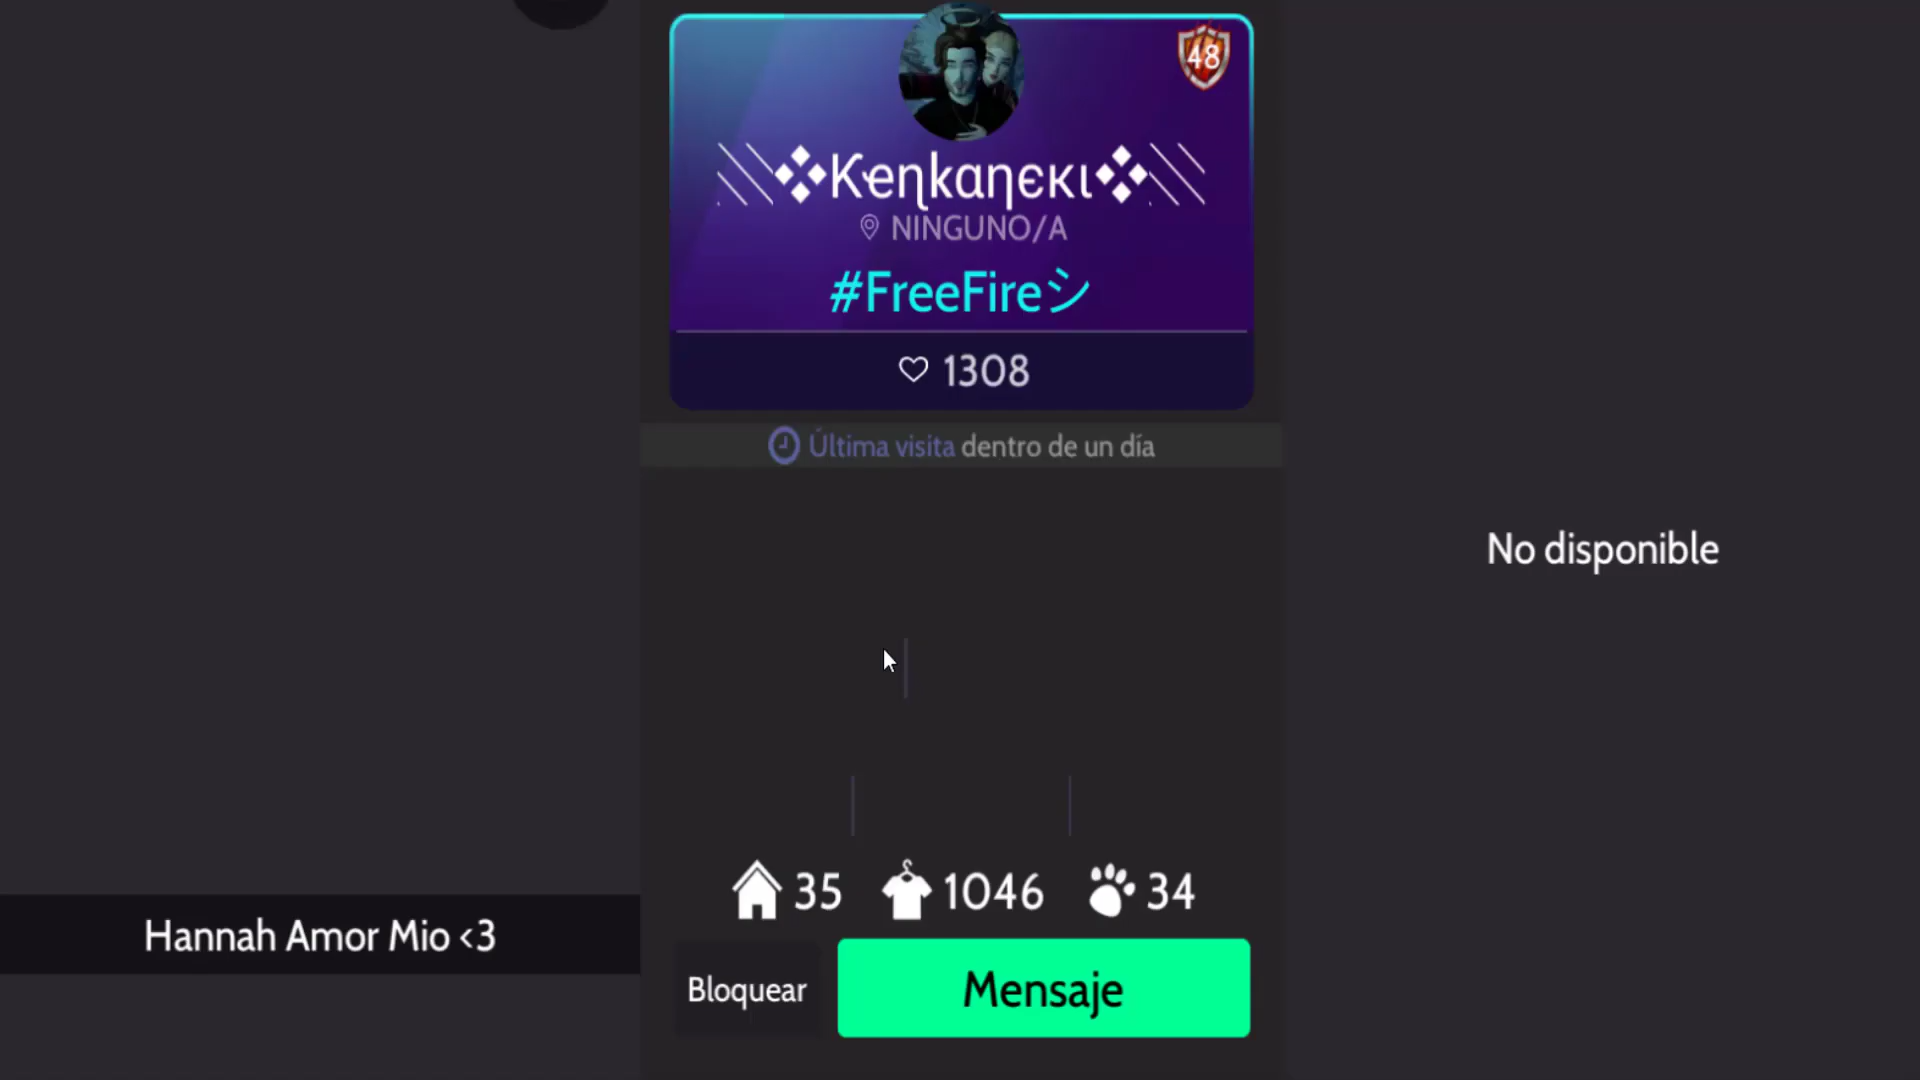 48
❖Ҡҽɳkαηєкι❖
NINGUNO/A
#FreeFireシ
1308
Última visita dentro de un día
No disponible
35 1046 34
Hannah Amor Mio <3
Bloquear
Mensaje